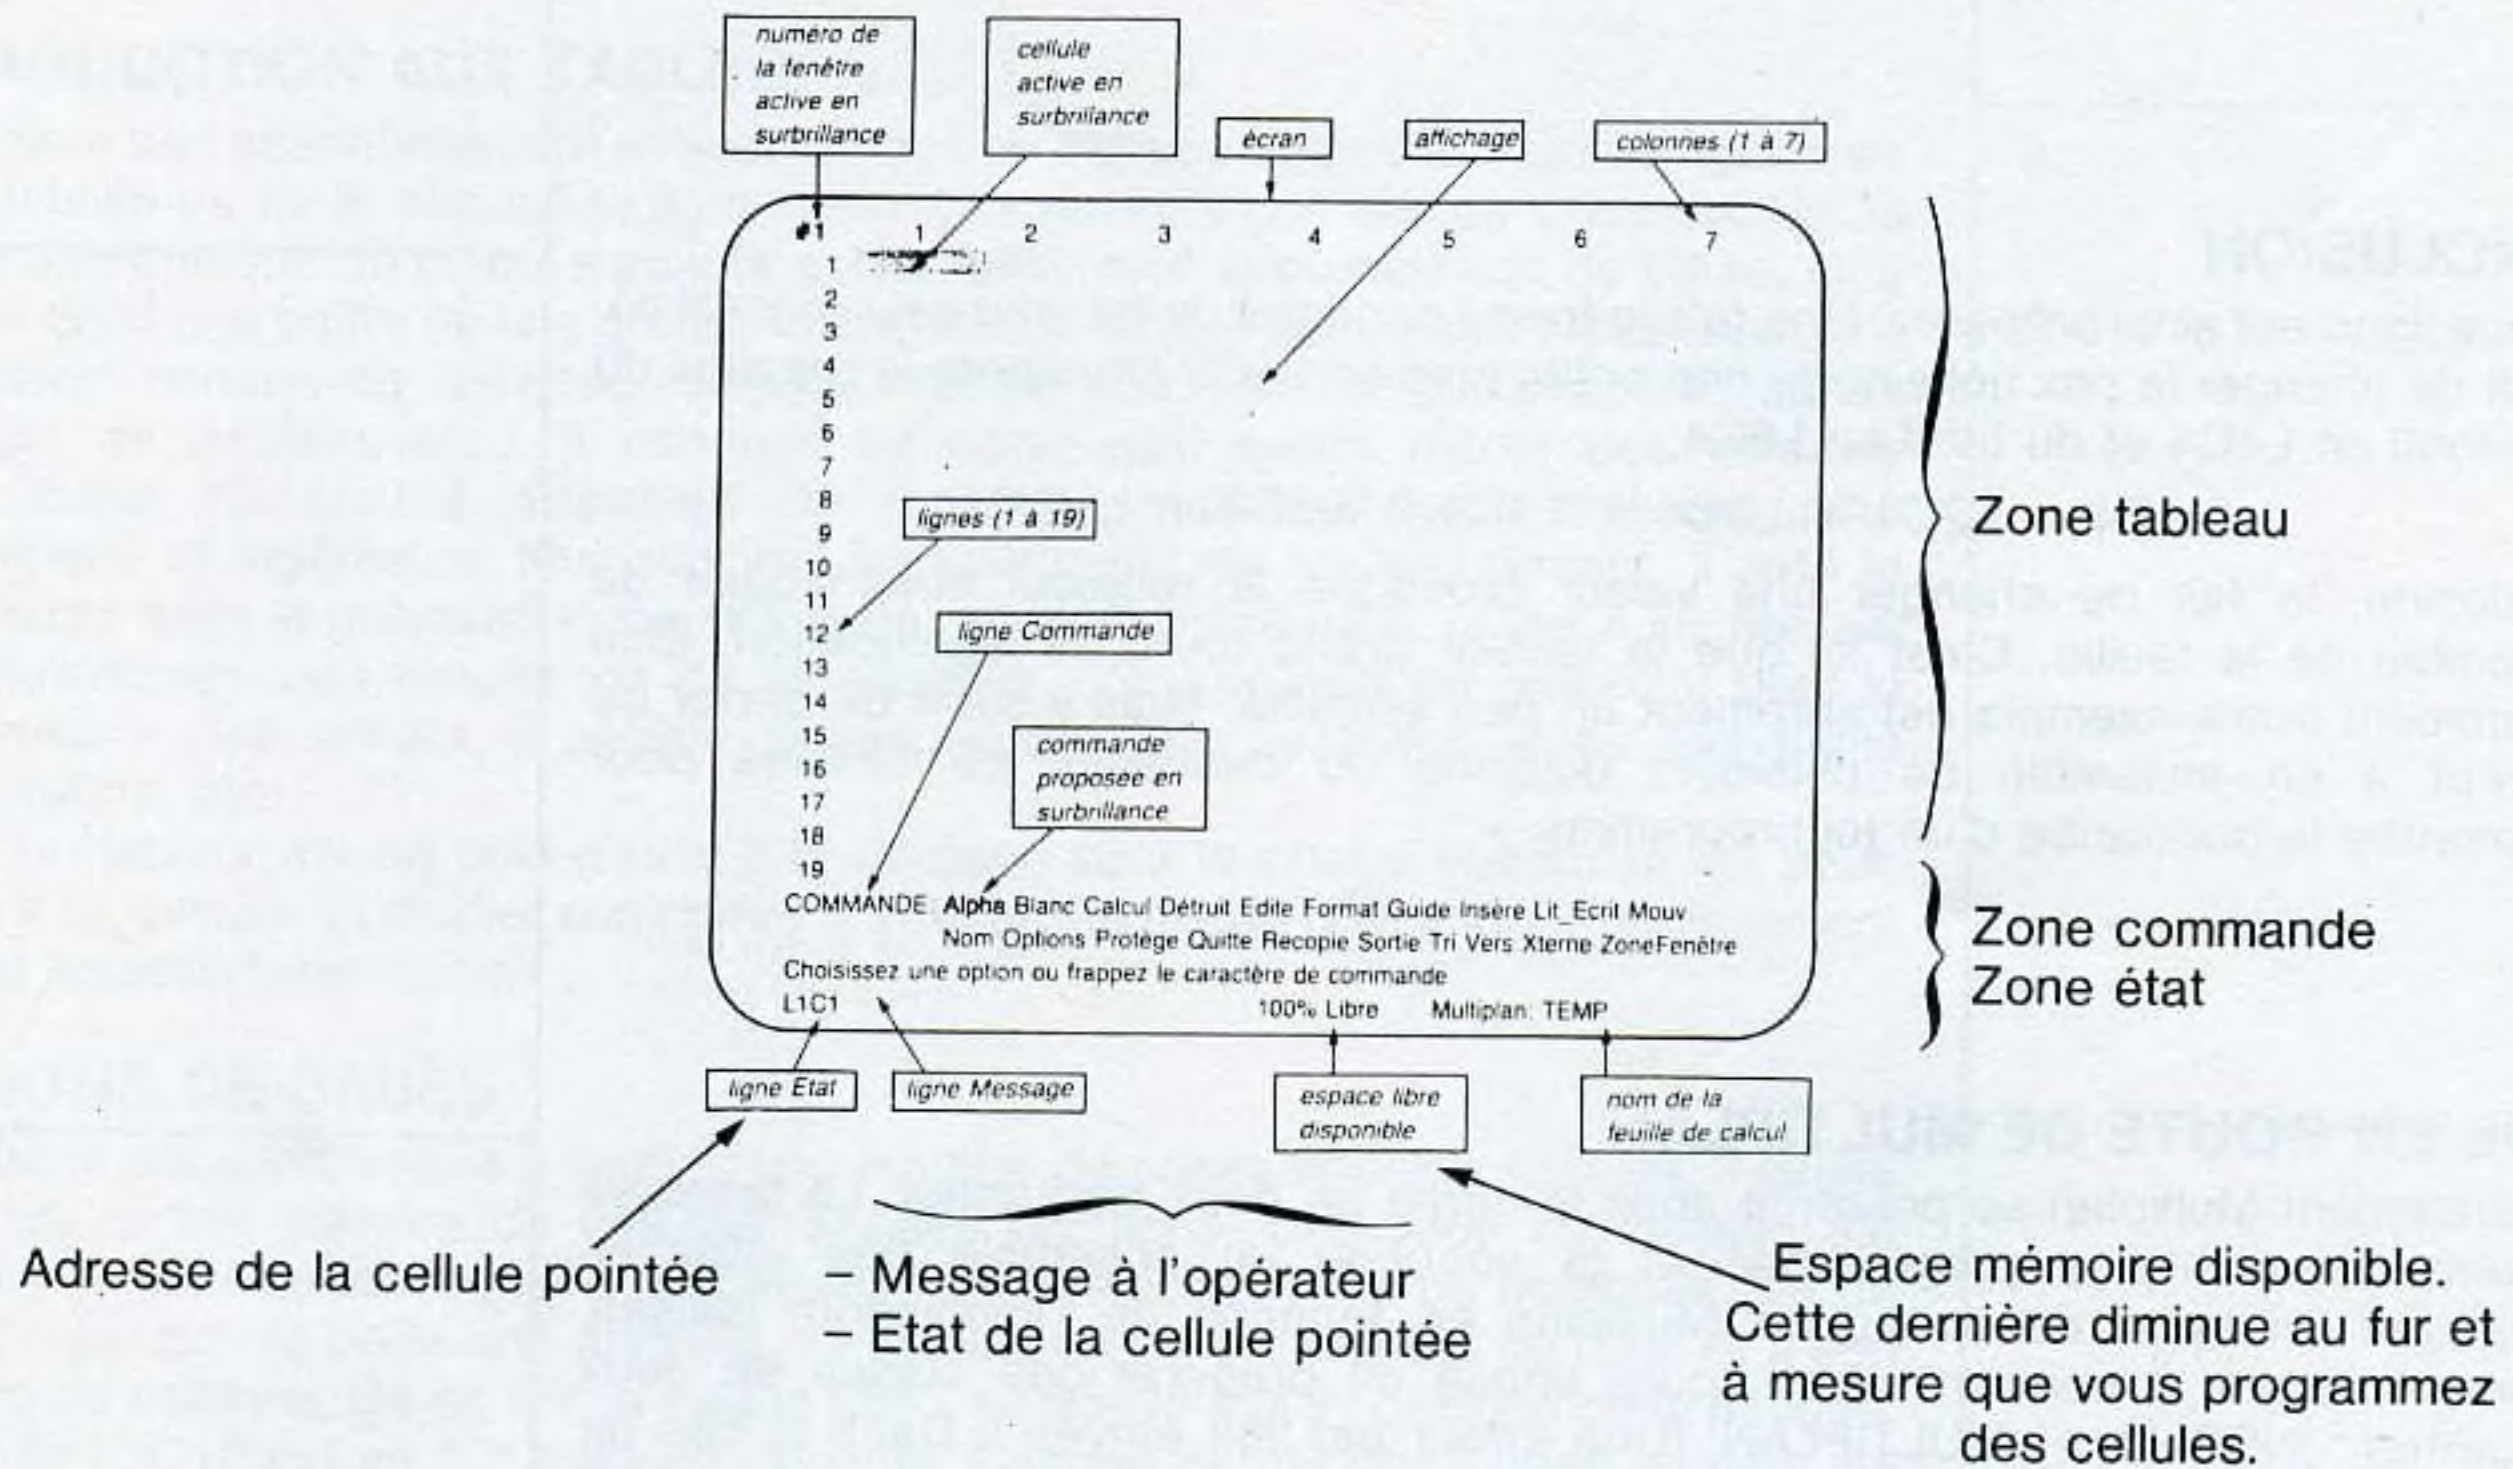 numéro de
la fenêtre
active en
surbrillance
cellule
active en
surbrillance
écran
affichage
colonnes (1 à 7)
#1 1 2 3 4 5 6 7
1
2
3
4
5
6
7
8
9
10
11
12
13
14
15
16
17
18
19
lignes (1 à 19)
ligne Commande
commande
proposée en
surbrillance
COMMANDE: Alpha Blanc Calcul Détruit Edite Format Guide Insère Lit_Ecrit Mouv
Nom Options Protège Quitte Recopie Sortie Tri Vers Xterne ZoneFenêtre
Choisissez une option ou frappez le caractère de commande
L1C1 100% Libre Multiplan: TEMP
Zone tableau
Zone commande
Zone état
ligne Etat
ligne Message
espace libre
disponible
nom de la
feuille de calcul
Adresse de la cellule pointée
– Message à l'opérateur
– Etat de la cellule pointée
Espace mémoire disponible.
Cette dernière diminue au fur et
à mesure que vous programmez
des cellules.